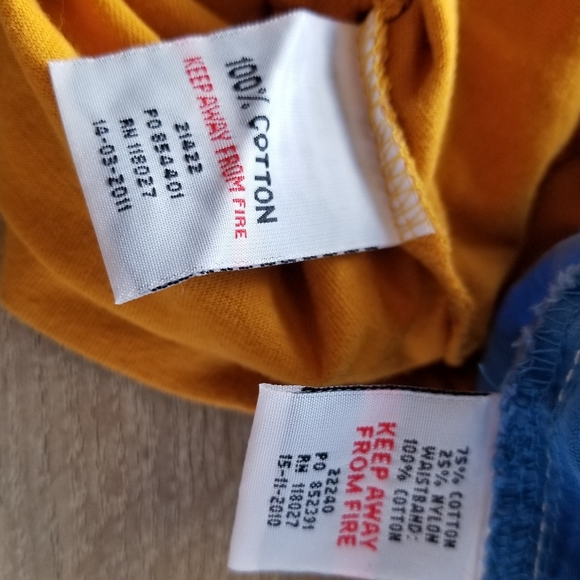 100% COTTON
KEEP AWAY FROM FIRE
21422
PO 854401
RN 118027
14-03-2011
75% COTTON
25% NYLON
WAISTBAND:
100% COTTON
KEEP AWAY
FROM FIRE
22240
PO 852391
RN 118027
15-11-2010